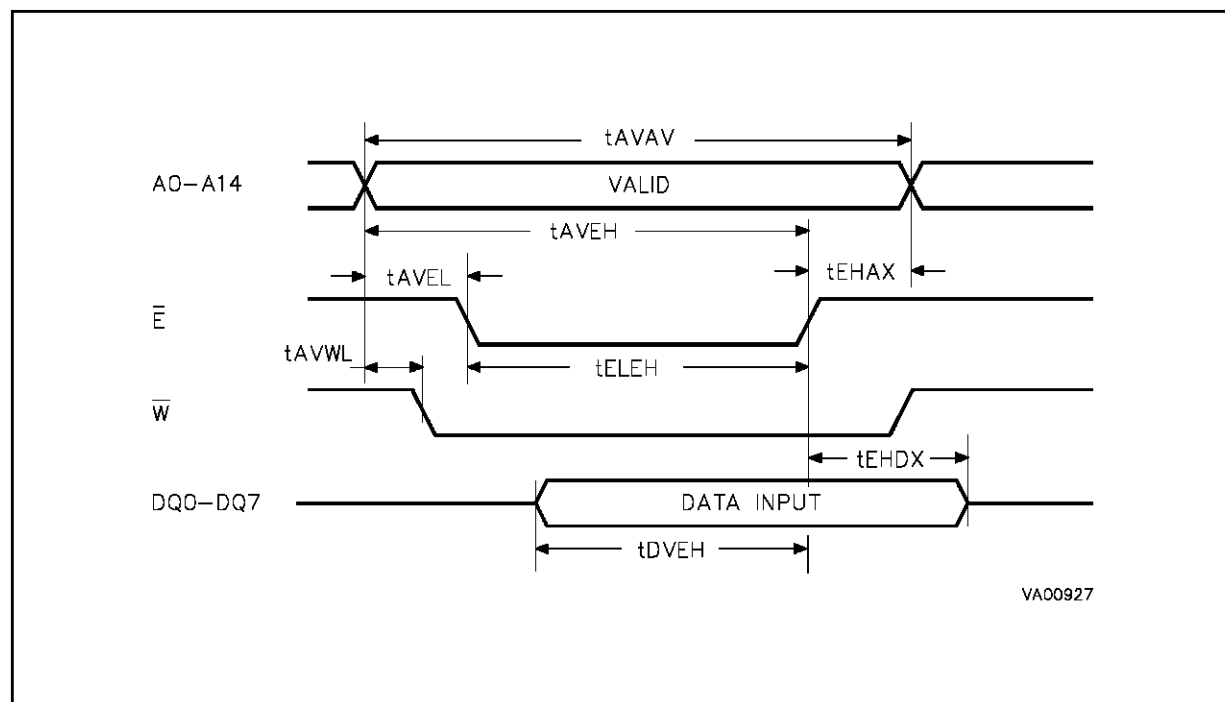 tAVAV
A0-A14
VALID
tAVEH
tAVEL
tEHAX
E̅
tAVWL
tELEH
W̅
tEHDX
DQ0-DQ7
DATA INPUT
tDVEH
VA00927